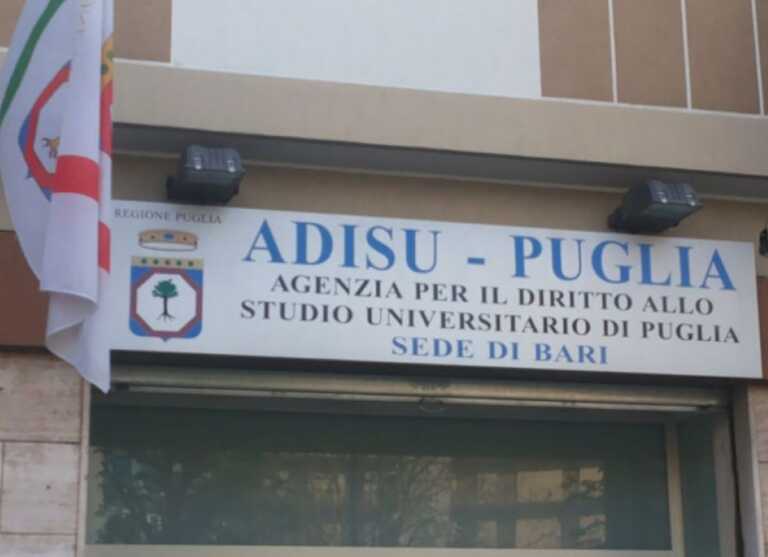 REGIONE PUGLIA
ADISU - PUGLIA
AGENZIA PER IL DIRITTO ALLO
STUDIO UNIVERSITARIO DI PUGLIA
SEDE DI BARI